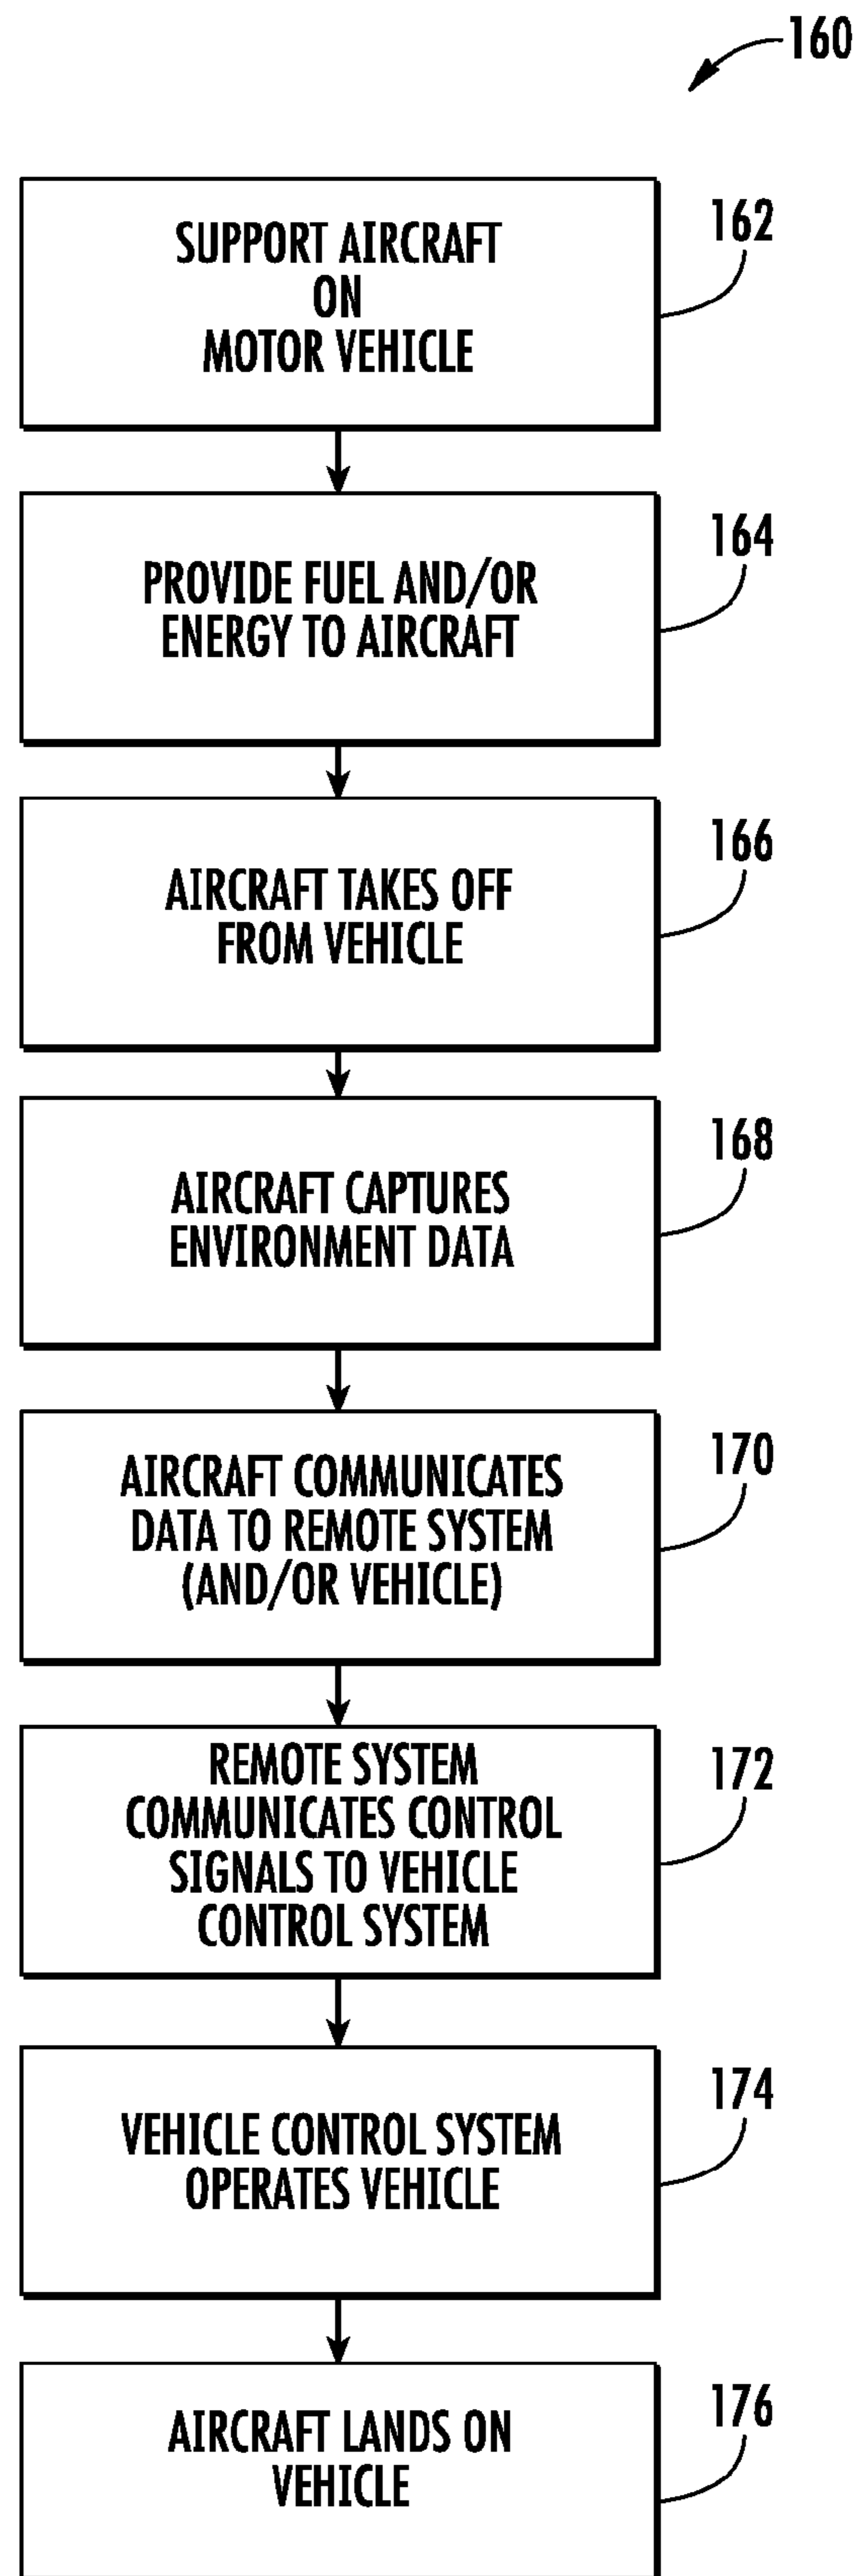 160
SUPPORT AIRCRAFT
ON
MOTOR VEHICLE
162
PROVIDE FUEL AND/OR
ENERGY TO AIRCRAFT
164
AIRCRAFT TAKES OFF
FROM VEHICLE
166
AIRCRAFT CAPTURES
ENVIRONMENT DATA
168
AIRCRAFT COMMUNICATES
DATA TO REMOTE SYSTEM
(AND/OR VEHICLE)
170
REMOTE SYSTEM
COMMUNICATES CONTROL
SIGNALS TO VEHICLE
CONTROL SYSTEM
172
VEHICLE CONTROL SYSTEM
OPERATES VEHICLE
174
AIRCRAFT LANDS ON
VEHICLE
176